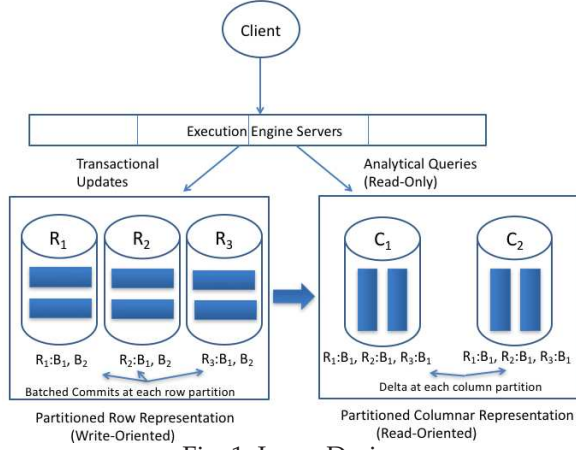 Client
Execution Engine Servers
Transactional
Updates
Analytical Queries
(Read-Only)
R1
R2
R3
C1
C2
R1:B1, B2
R2:B1, B2
R3:B1, B2
R1:B1, R2:B1, R3:B1
R1:B1, R2:B1, R3:B1
Batched Commits at each row partition
Delta at each column partition
Partitioned Row Representation
(Write-Oriented)
Partitioned Columnar Representation
(Read-Oriented)